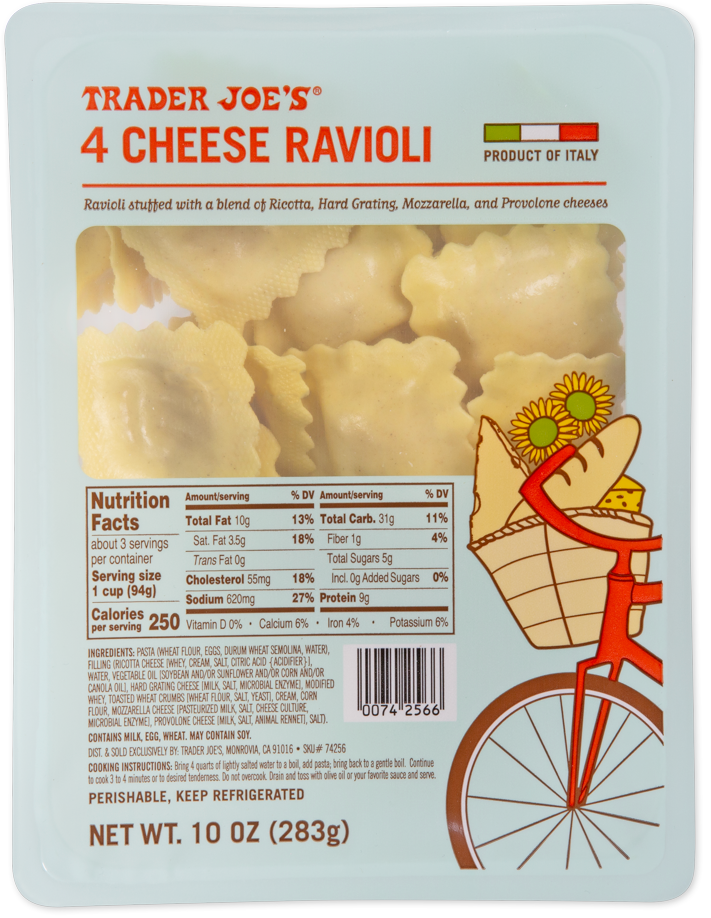 TRADER JOE'S®
4 CHEESE RAVIOLI
PRODUCT OF ITALY
Ravioli stuffed with a blend of Ricotta, Hard Grating, Mozzarella, and Provolone cheeses
Nutrition Facts
about 3 servings per container
Serving size
1 cup (94g)
Calories per serving 250
Amount/serving % DV
Total Fat 10g 13%
Sat. Fat 3.5g 18%
Trans Fat 0g
Cholesterol 55mg 18%
Sodium 620mg 27%
Amount/serving % DV
Total Carb. 31g 11%
Fiber 1g 4%
Total Sugars 5g
Incl. 0g Added Sugars 0%
Protein 9g
Vitamin D 0% • Calcium 6% • Iron 4% • Potassium 6%
INGREDIENTS: PASTA (WHEAT FLOUR, EGGS, DURUM WHEAT SEMOLINA, WATER),
FILLING (RICOTTA CHEESE [WHEY, CREAM, SALT, CITRIC ACID {ACIDIFIER}],
WATER, VEGETABLE OIL [SOYBEAN AND/OR SUNFLOWER AND/OR CORN AND/OR
CANOLA OIL], HARD GRATING CHEESE [MILK, SALT, MICROBIAL ENZYME], MODIFIED
WHEY, TOASTED WHEAT CRUMBS [WHEAT FLOUR, SALT, YEAST], CREAM, CORN
FLOUR, MOZZARELLA CHEESE [PASTEURIZED MILK, SALT, CHEESE CULTURE,
MICROBIAL ENZYME], PROVOLONE CHEESE [MILK, SALT, ANIMAL RENNET], SALT).
CONTAINS MILK, EGG, WHEAT. MAY CONTAIN SOY.
0074 2566
DIST. & SOLD EXCLUSIVELY BY: TRADER JOE'S, MONROVIA, CA 91016 • SKU# 74256
COOKING INSTRUCTIONS: Bring 4 quarts of lightly salted water to a boil, add pasta; bring back to a gentle boil. Continue
to cook 3 to 4 minutes or to desired tenderness. Do not overcook. Drain and toss with olive oil or your favorite sauce and serve.
PERISHABLE, KEEP REFRIGERATED
NET WT. 10 OZ (283g)